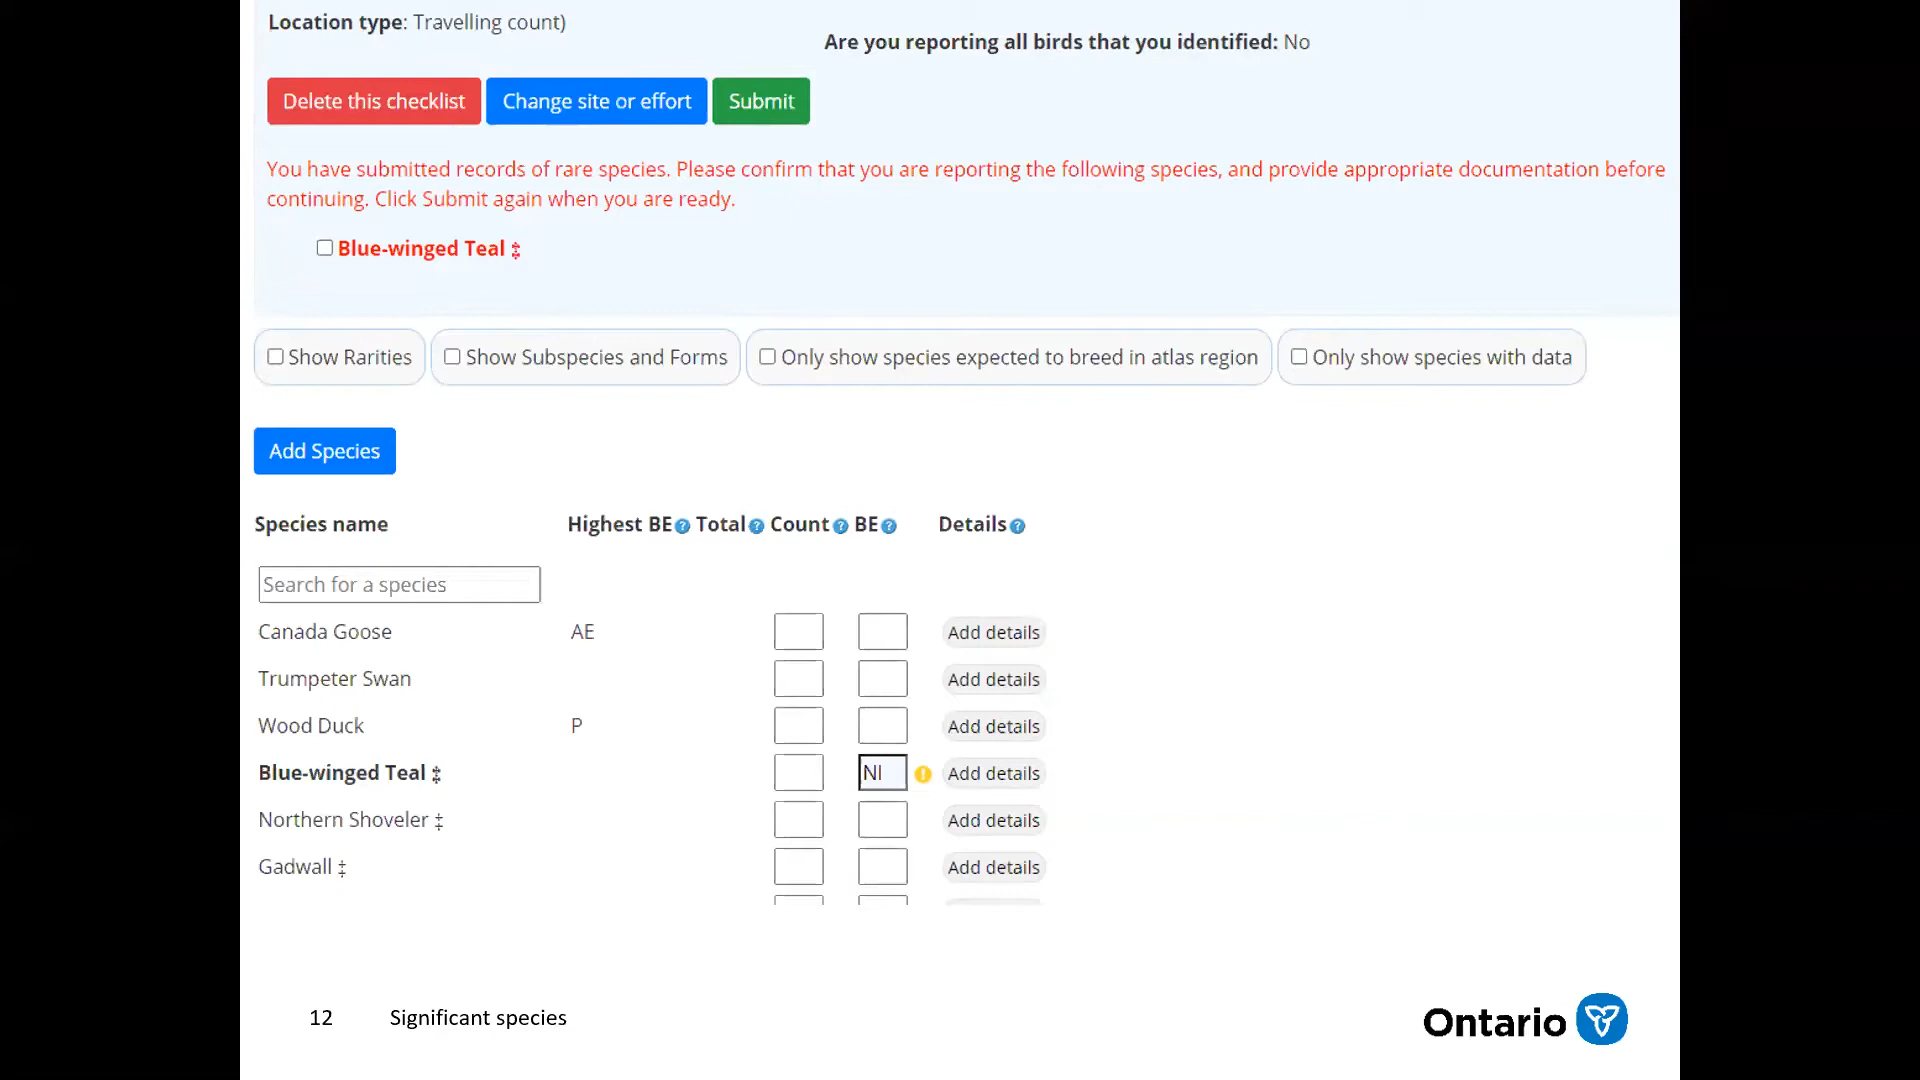 Location type: Travelling count)
Are you reporting all birds that you identified: No
Delete this checklist Change site or effort Submit
You have submitted records of rare species. Please confirm that you are reporting the following species, and provide appropriate documentation before
continuing. Click Submit again when you are ready.
Blue-winged Teal ‡
Show Rarities Show Subspecies and Forms Only show species expected to breed in atlas region Only show species with data
Add Species
Species name Highest BE? Total? Count? BE? Details?
Search for a species
Canada Goose AE Add details
Trumpeter Swan Add details
Wood Duck P Add details
Blue-winged Teal ‡ NI ! Add details
Northern Shoveler ‡ Add details
Gadwall ‡ Add details
12 Significant species
Ontario